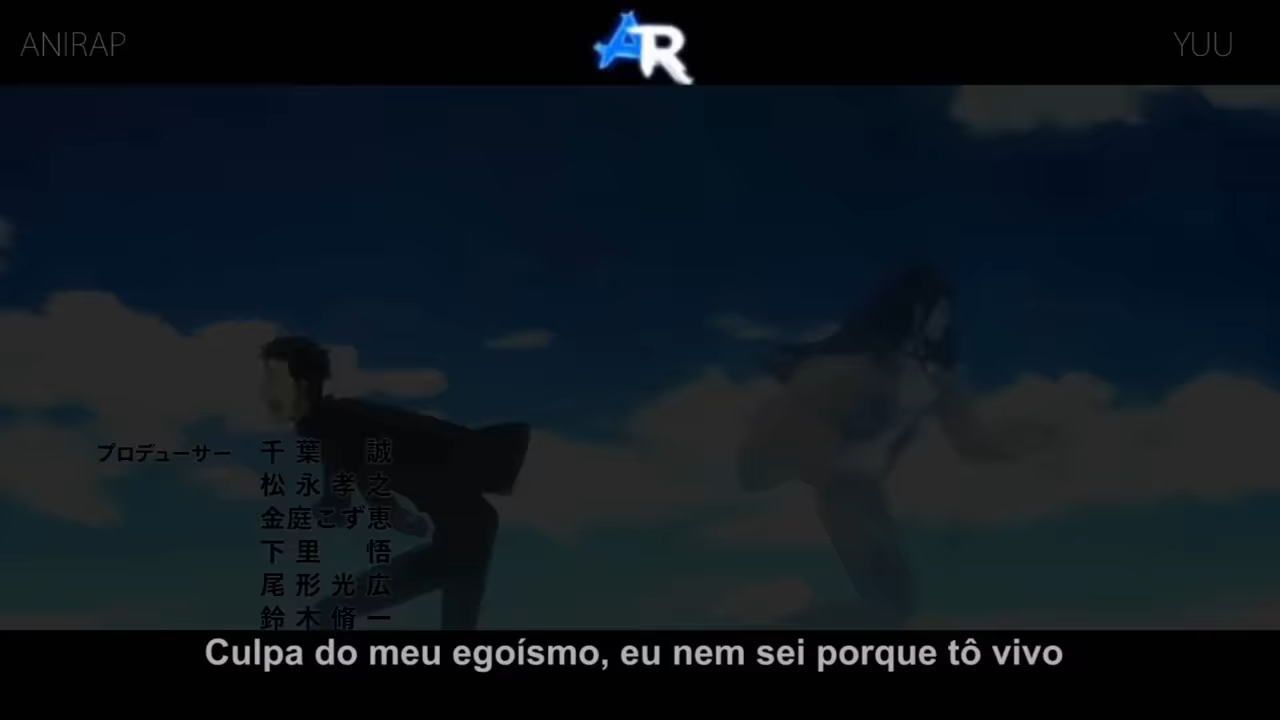 ANIRAP
AR
YUU
プロデューサー 千葉 誠
松永孝之
金庭こず恵
下里 悟
尾形光広
鈴木脩一
Culpa do meu egoísmo, eu nem sei porque tô vivo